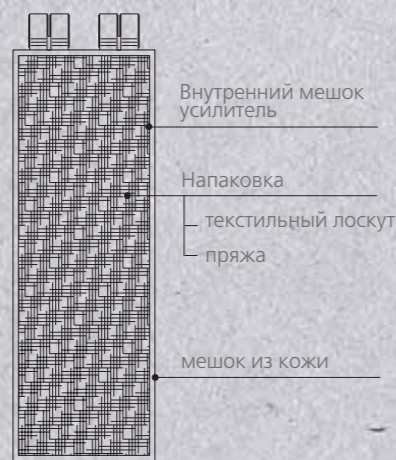 Внутренний мешок
усилитель
Напаковка
текстильный лоскут
пряжа
мешок из кожи